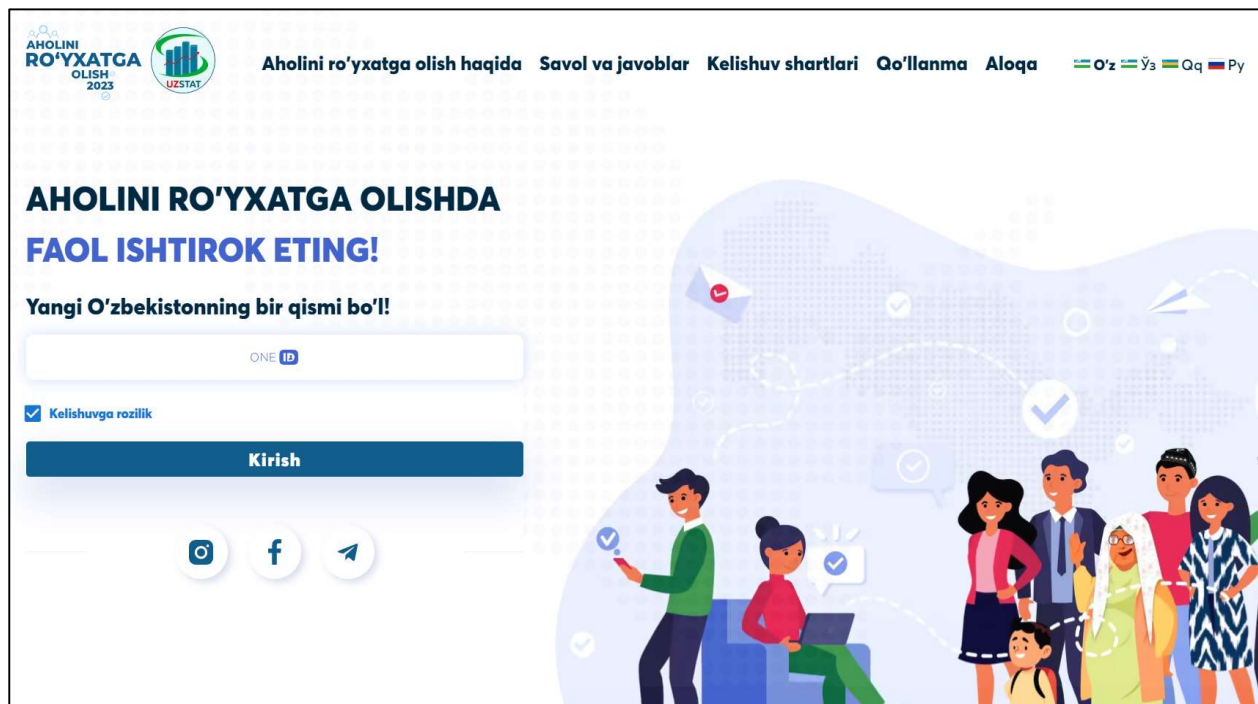 AHOLINI
RO'YXATGA
OLISH
2023
UZSTAT
Aholini ro'yxatga olish haqida Savol va javoblar Kelishuv shartlari Qo'llanma Aloqa O'z Ўз Qq Ру
AHOLINI RO'YXATGA OLISHDA
FAOL ISHTIROK ETING!
Yangi O'zbekistonning bir qismi bo'l!
ONE ID
Kelishuvga rozilik
Kirish